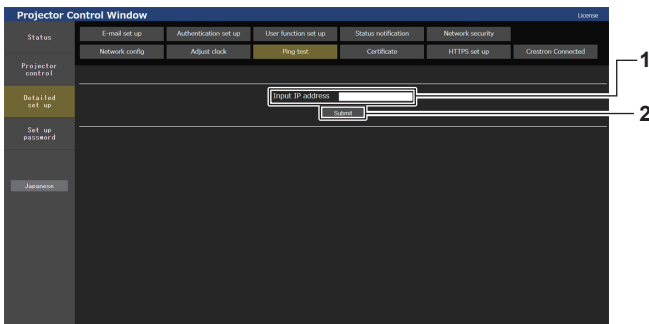 Projector Control Window
License
Status
E-mail set up
Authentication set up
User function set up
Status notification
Network security
Network config
Adjust clock
Ping test
Certificate
HTTPS set up
Crestron Connected
Projector
control
Detailed
set up
Set up
password
Japanese
Input IP address
Submit
1
2